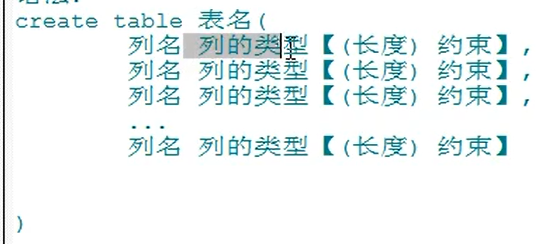 create table 表名(
列名 列的类型【(长度) 约束】,
列名 列的类型【(长度) 约束】,
列名 列的类型【(长度) 约束】,
...
列名 列的类型【(长度) 约束】
)